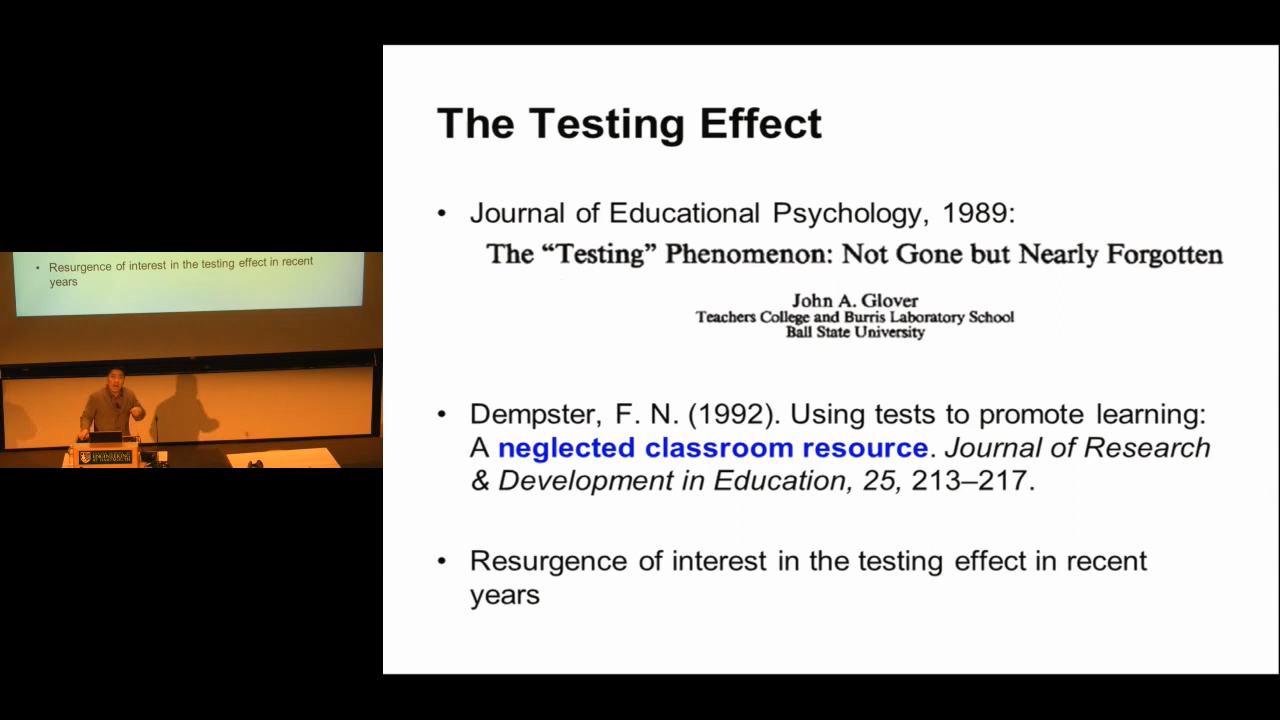 The Testing Effect
• Journal of Educational Psychology, 1989:
The “Testing” Phenomenon: Not Gone but Nearly Forgotten
John A. Glover
Teachers College and Burris Laboratory School
Ball State University
• Dempster, F. N. (1992). Using tests to promote learning:
A neglected classroom resource. Journal of Research
& Development in Education, 25, 213–217.
• Resurgence of interest in the testing effect in recent
years
• Resurgence of interest in the testing effect in recent
years
ENGINEERING
AT DARTMOUTH